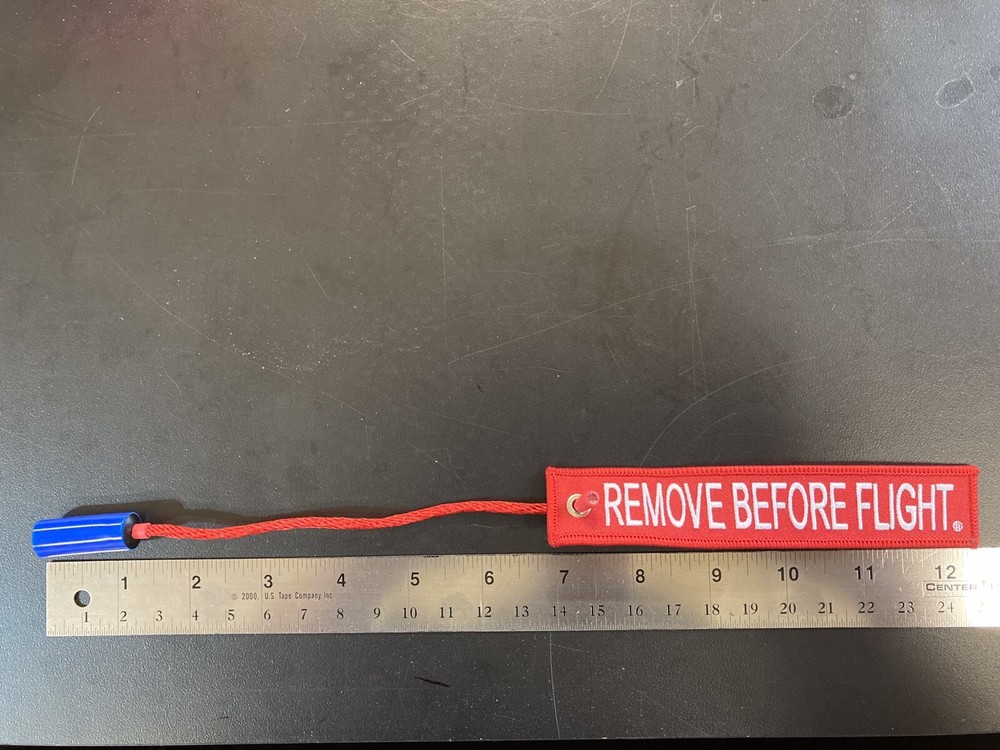 REMOVE BEFORE FLIGHT®
1 2 3 4 5 6 7 8 9 10 11 12
© 2000, U.S. Tape Company Inc
CENTER
1 2 3 4 5 6 7 8 9 10 11 12 13 14 15 16 17 18 19 20 21 22 23 24